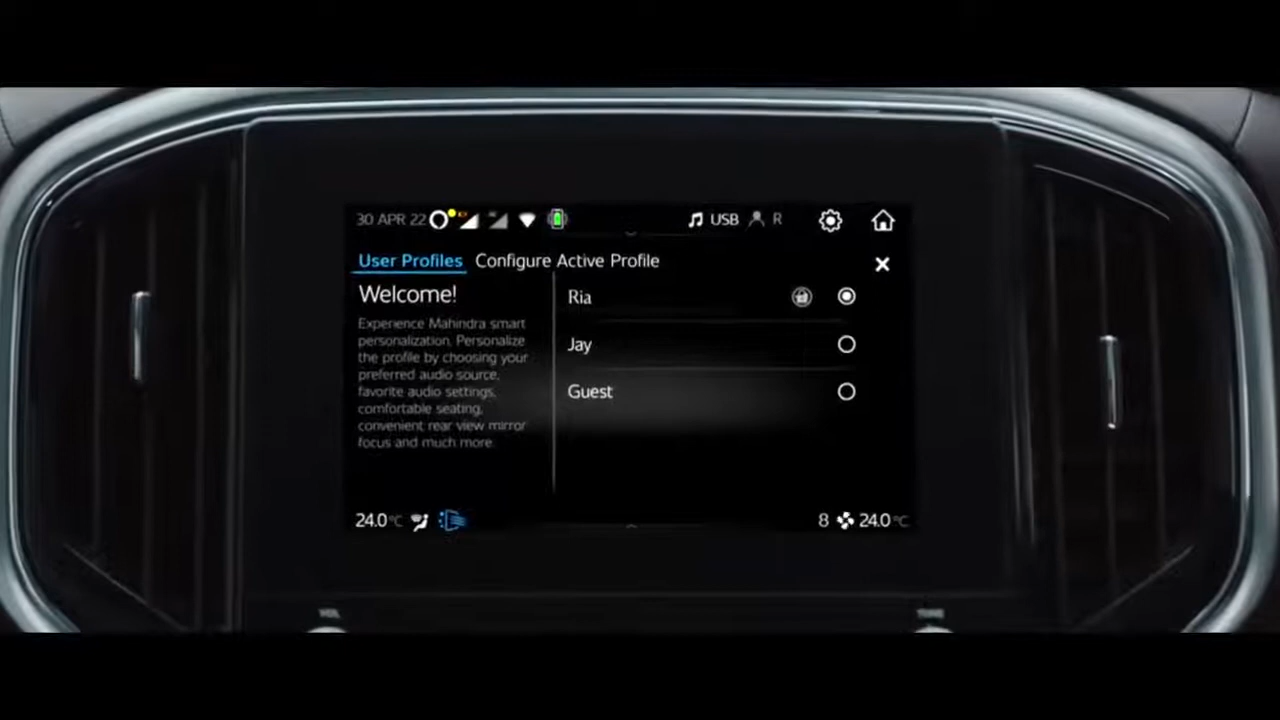 30 APR 22 USB R
User Profiles Configure Active Profile
Welcome!
Experience Mahindra smart
personalization. Personalize
the profile by choosing your
preferred audio source,
favorite audio settings,
comfortable seating,
convenient rear view mirror
focus and much more.
Ria
Jay
Guest
24.0°C
8 24.0°C
VOL
TUNE